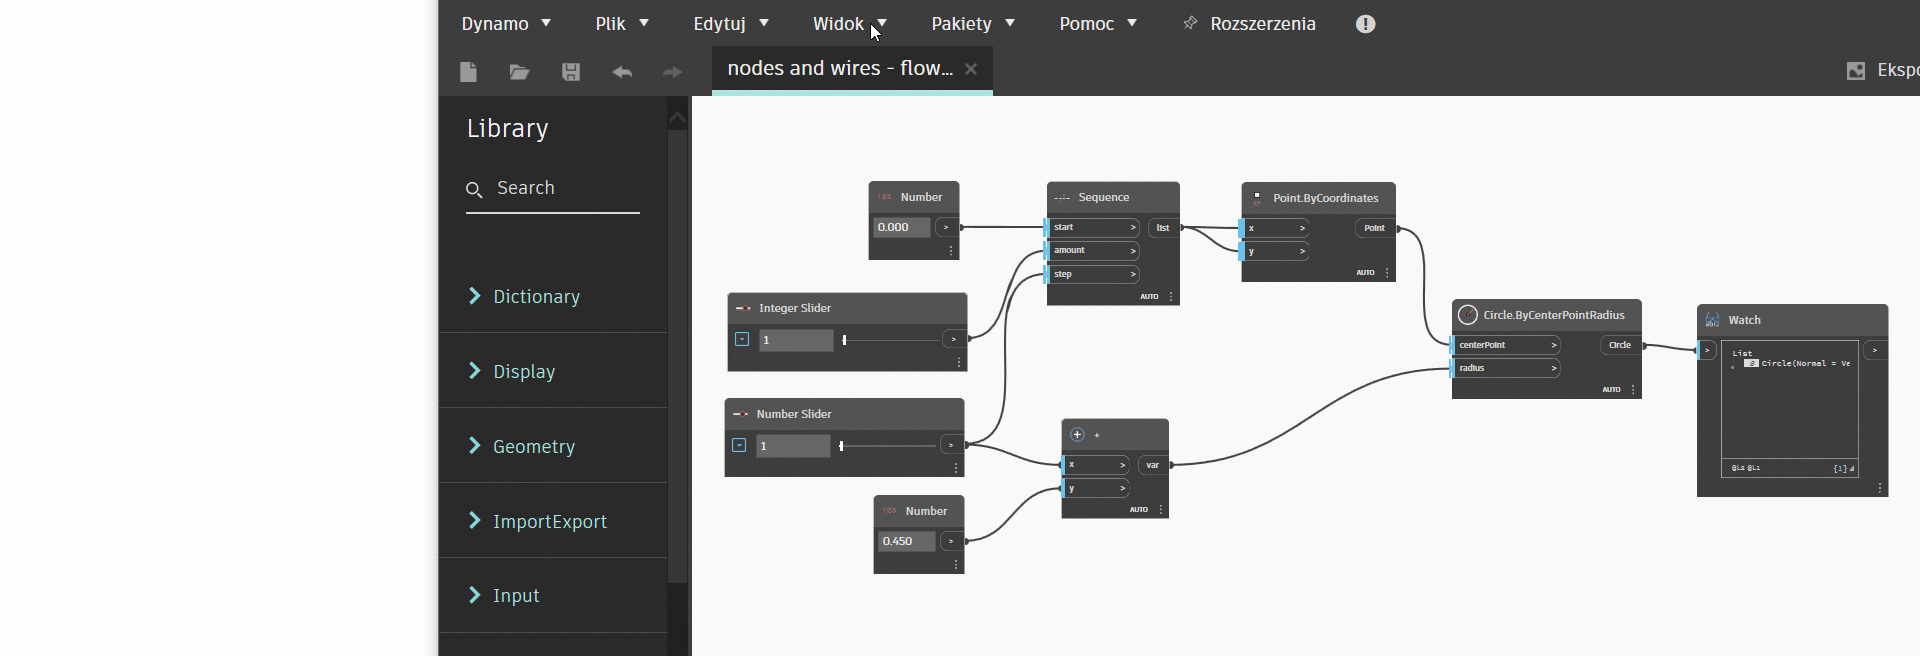 Dynamo Plik Edytuj Widok Pakiety Pomoc Rozszerzenia
nodes and wires - flow...
Ekspo
Library
Search
Dictionary
Display
Geometry
ImportExport
Input
123 Number
0.000 >
Integer Slider
1 >
Number Slider
1 >
123 Number
0.450 >
Sequence
start > list
amount >
step >
AUTO
Point.ByCoordinates
x > Point
y >
AUTO
+
x > var
y >
AUTO
Circle.ByCenterPointRadius
centerPoint > Circle
radius >
AUTO
Watch
> >
List
0 Circle(Normal = Ve
@L2 @L1 {1}